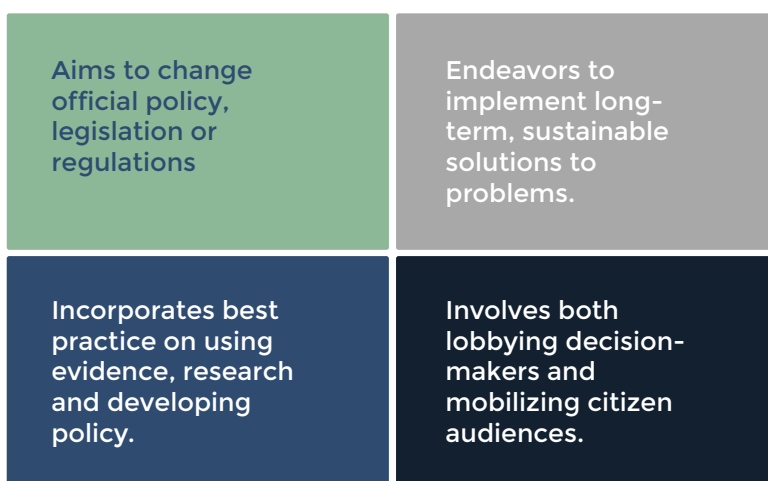 Aims to change
official policy,
legislation or
regulations
Endeavors to
implement long-
term, sustainable
solutions to
problems.
Incorporates best
practice on using
evidence, research
and developing
policy.
Involves both
lobbying decision-
makers and
mobilizing citizen
audiences.